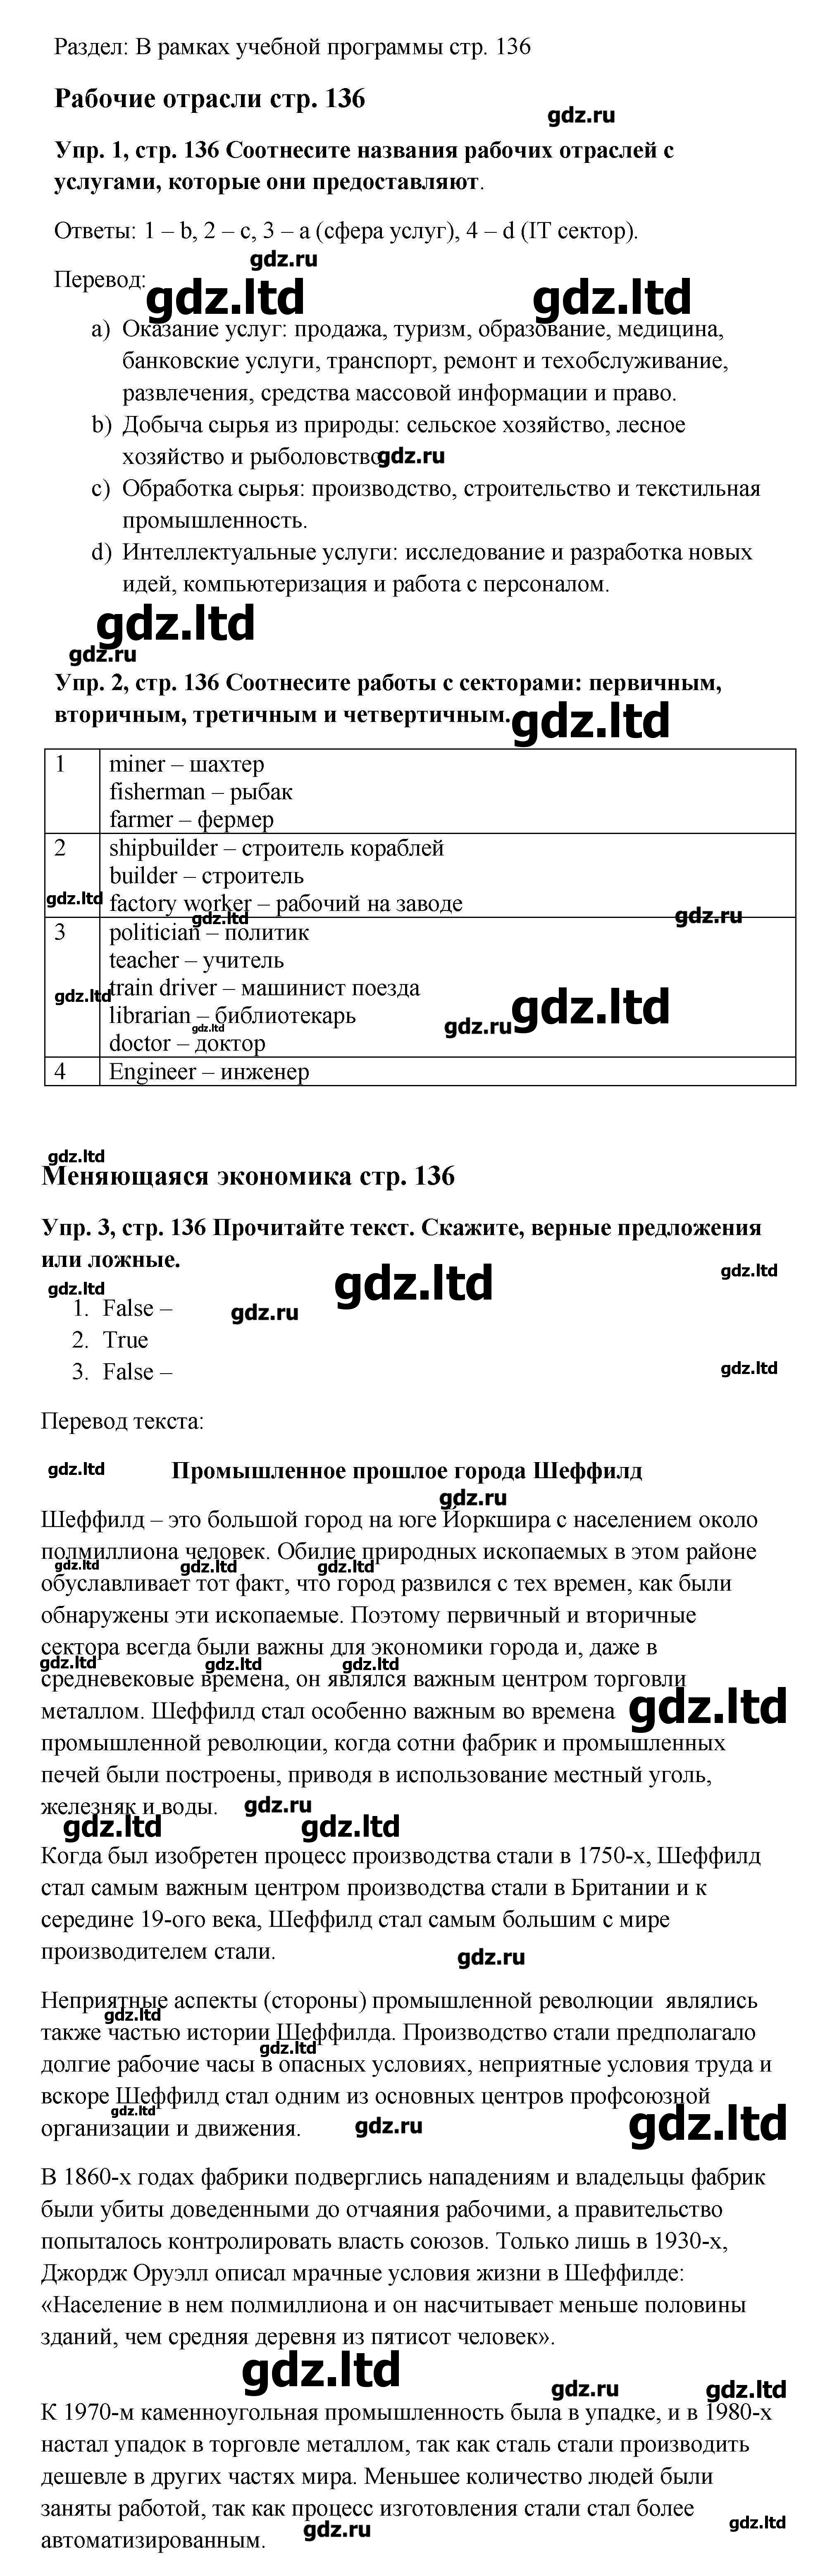 Раздел: В рамках учебной программы стр. 136
Рабочие отрасли стр. 136
gdz.ru
Упр. 1, стр. 136 Соотнесите названия рабочих отраслей с
услугами, которые они предоставляют.
Ответы: 1 – b, 2 – c, 3 – a (сфера услуг), 4 – d (IT сектор).
gdz.ru
Перевод:
gdz.ltd gdz.ltd
a) Оказание услуг: продажа, туризм, образование, медицина,
банковские услуги, транспорт, ремонт и техобслуживание,
развлечения, средства массовой информации и право.
b) Добыча сырья из природы: сельское хозяйство, лесное
хозяйство и рыболовство.
gdz.ru
c) Обработка сырья: производство, строительство и текстильная
промышленность.
d) Интеллектуальные услуги: исследование и разработка новых
идей, компьютеризация и работа с персоналом.
gdz.ltd
gdz.ru
Упр. 2, стр. 136 Соотнесите работы с секторами: первичным,
вторичным, третичным и четвертичным.
gdz.ltd
1 miner – шахтер
fisherman – рыбак
farmer – фермер
2 shipbuilder – строитель кораблей
builder – строитель
gdz.ltd
factory worker – рабочий на заводе
gdz.ltd gdz.ru
3 politician – политик
teacher – учитель
train driver – машинист поезда
gdz.ltd gdz.ltd
librarian – библиотекарь
gdz.ltd gdz.ru
doctor – доктор
4 Engineer – инженер
gdz.ltd
Меняющаяся экономика стр. 136
Упр. 3, стр. 136 Прочитайте текст. Скажите, верные предложения
или ложные.
gdz.ltd gdz.ltd
gdz.ltd
1. False –
gdz.ru
2. True
3. False –
gdz.ltd
Перевод текста:
gdz.ltd
Промышленное прошлое города Шеффилд
gdz.ru
Шеффилд – это большой город на юге Йоркшира с населением около
полмиллиона человек. Обилие природных ископаемых в этом районе
gdz.ltd gdz.ltd gdz.ltd
обуславливает тот факт, что город развился с тех времен, как были
обнаружены эти ископаемые. Поэтому первичный и вторичные
сектора всегда были важны для экономики города и, даже в
gdz.ltd gdz.ltd gdz.ltd
средневековые времена, он являлся важным центром торговли
металлом. Шеффилд стал особенно важным во времена
gdz.ltd
промышленной революции, когда сотни фабрик и промышленных
печей были построены, приводя в использование местный уголь,
железняк и воды.
gdz.ru
gdz.ltd gdz.ltd
Когда был изобретен процесс производства стали в 1750-х, Шеффилд
стал самым важным центром производства стали в Британии и к
середине 19-ого века, Шеффилд стал самым большим с мире
производителем стали.
gdz.ru
Неприятные аспекты (стороны) промышленной революции являлись
gdz.ltd
также частью истории Шеффилда. Производство стали предполагало
gdz.ltd
долгие рабочие часы в опасных условиях, неприятные условия труда и
вскоре Шеффилд стал одним из основных центров профсоюзной
gdz.ltd
организации и движения.
gdz.ru gdz.ltd
В 1860-х годах фабрики подверглись нападениям и владельцы фабрик
были убиты доведенными до отчаяния рабочими, а правительство
попыталось контролировать власть союзов. Только лишь в 1930-х,
Джордж Оруэлл описал мрачные условия жизни в Шеффилде:
«Население в нем полмиллиона и он насчитывает меньше половины
зданий, чем средняя деревня из пятисот человек».
gdz.ltd gdz.ru gdz.ltd
К 1970-м каменноугольная промышленность была в упадке, и в 1980-х
настал упадок в торговле металлом, так как сталь стали производить
дешевле в других частях мира. Меньшее количество людей были
заняты работой, так как процесс изготовления стали стал более
gdz.ltd
автоматизированным.
gdz.ru